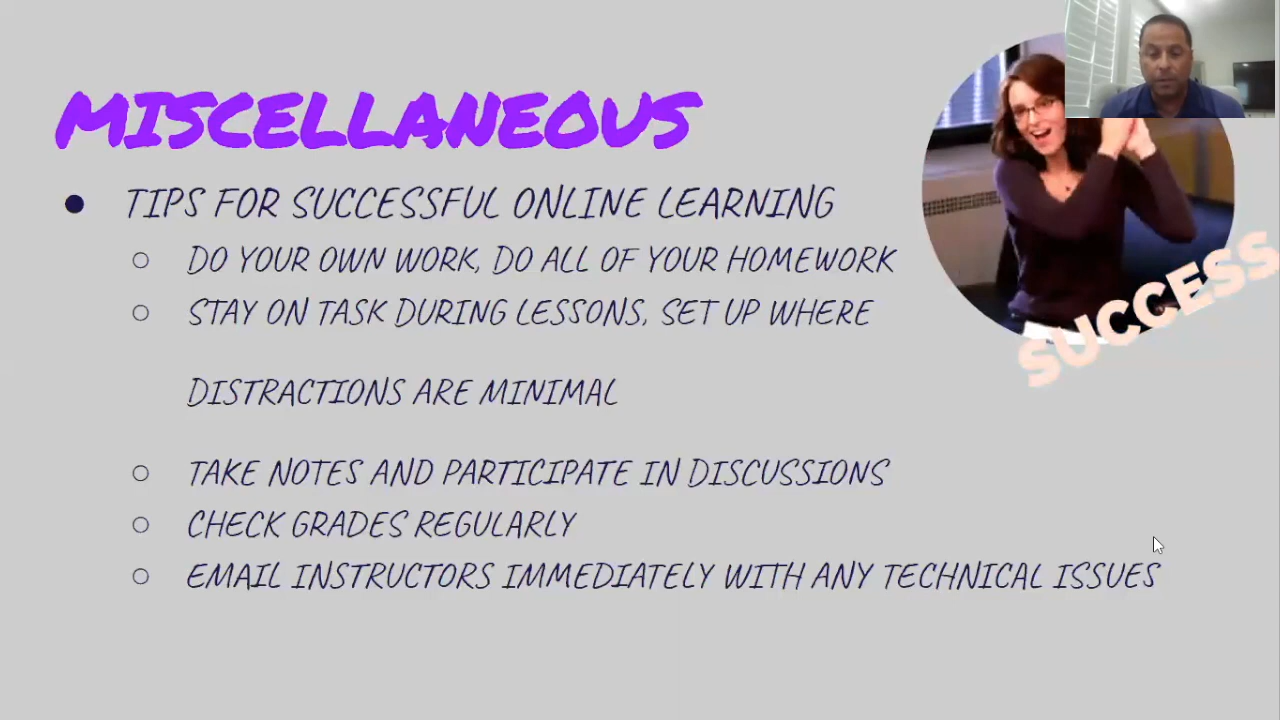 MISCELLANEOUS
TIPS FOR SUCCESSFUL ONLINE LEARNING
DO YOUR OWN WORK, DO ALL OF YOUR HOMEWORK
STAY ON TASK DURING LESSONS, SET UP WHERE
DISTRACTIONS ARE MINIMAL
TAKE NOTES AND PARTICIPATE IN DISCUSSIONS
CHECK GRADES REGULARLY
EMAIL INSTRUCTORS IMMEDIATELY WITH ANY TECHNICAL ISSUES
SUCCESS